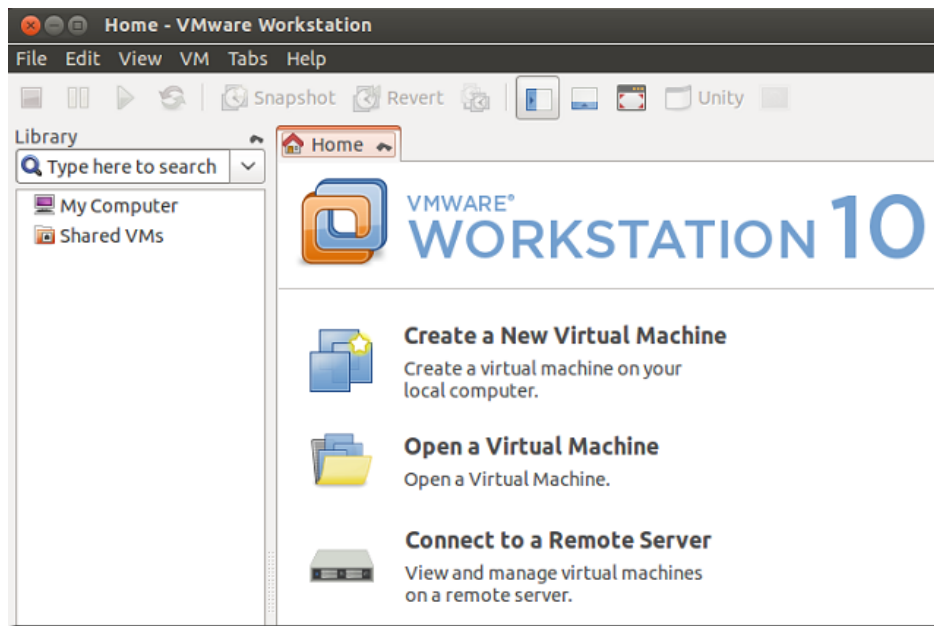 Home - VMware Workstation
File Edit View VM Tabs Help
Snapshot Revert Unity
Library
Type here to search
My Computer
Shared VMs
Home
VMWARE®
WORKSTATION 10
Create a New Virtual Machine
Create a virtual machine on your
local computer.
Open a Virtual Machine
Open a Virtual Machine.
Connect to a Remote Server
View and manage virtual machines
on a remote server.